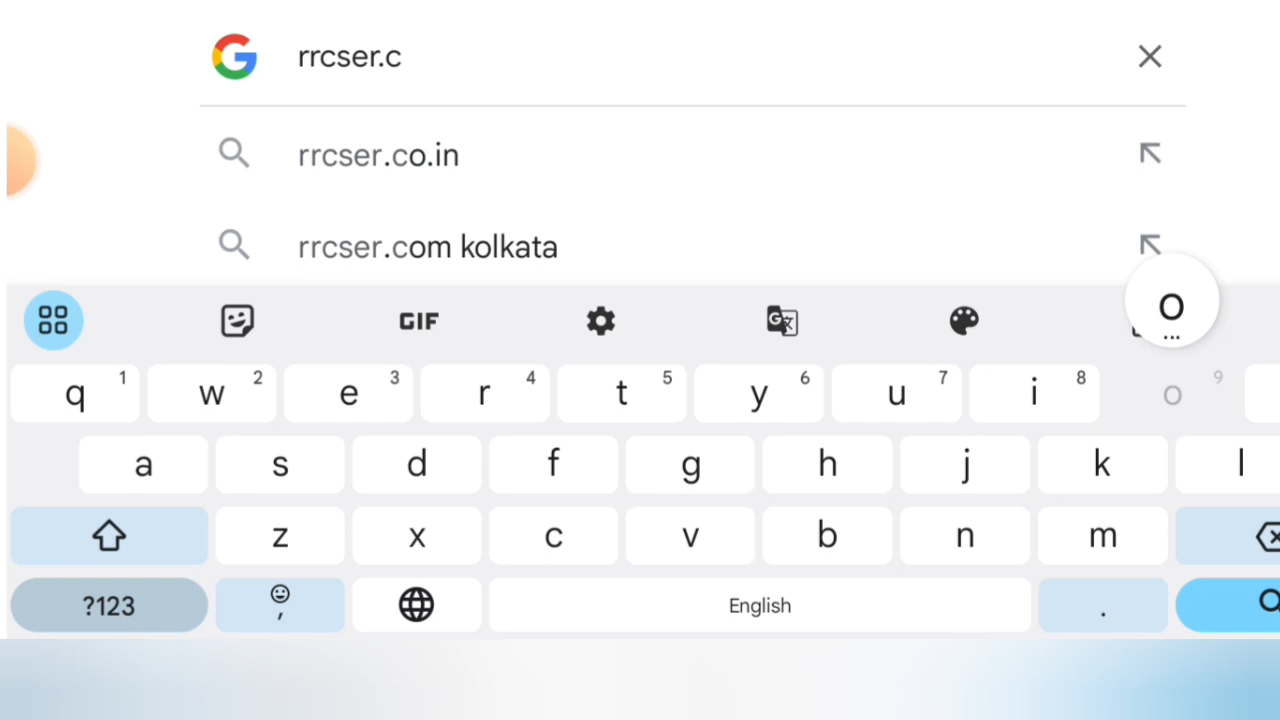 rrcser.c
rrcser.co.in
rrcser.com kolkata
GIF
o
...
q 1 w 2 e 3 r 4 t 5 y 6 u 7 i 8 o 9
a s d f g h j k l
z x c v b n m
?123 , English .